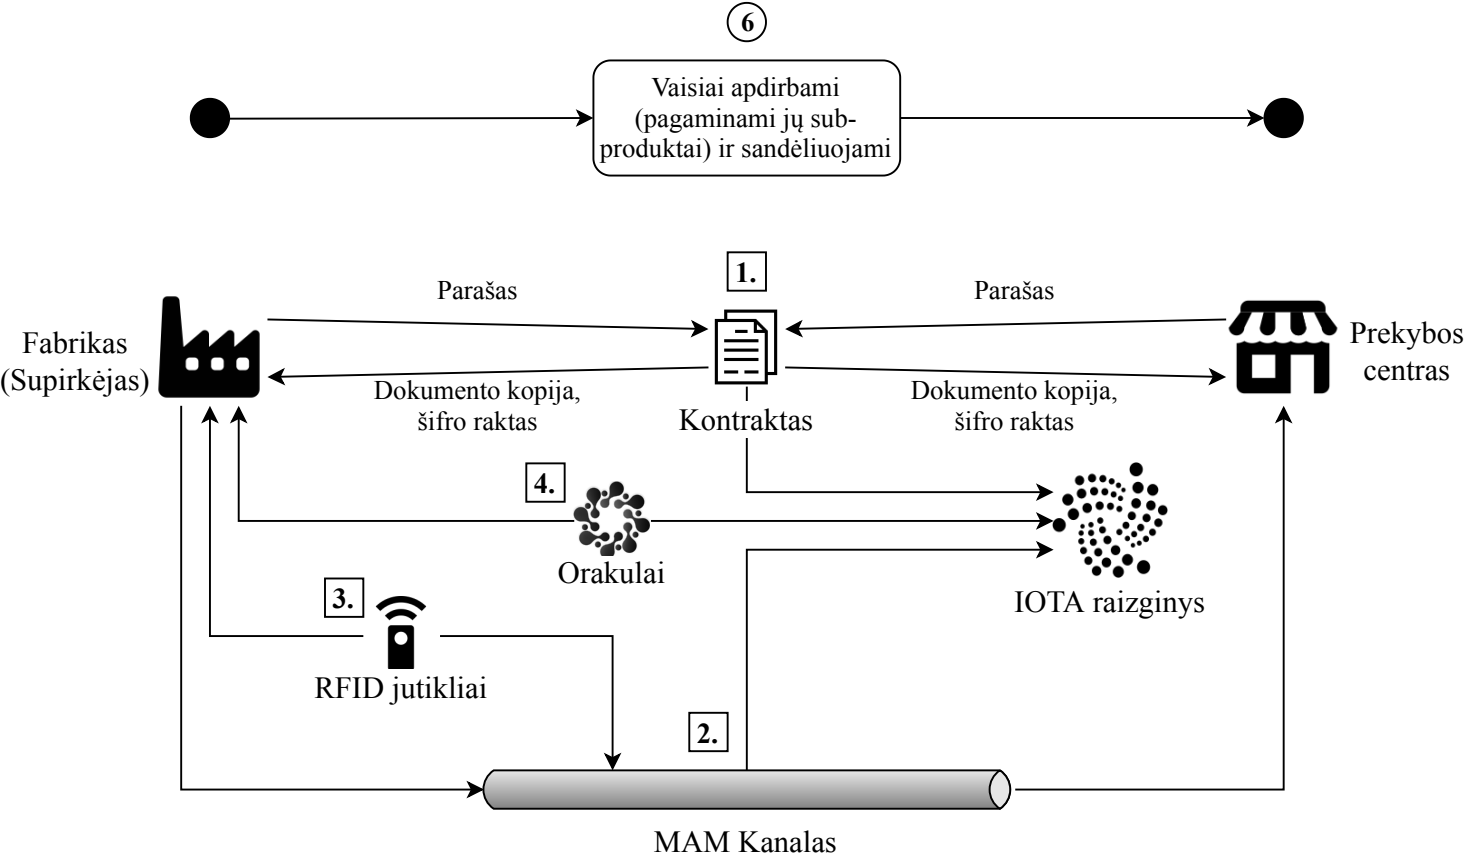 6
Vaisiai apdirbami
(pagaminami jų sub-
produktai) ir sandėliuojami
1.
Parašas
Parašas
Fabrikas
(Supirkėjas)
Prekybos
centras
Dokumento kopija,
šifro raktas
Kontraktas
Dokumento kopija,
šifro raktas
4.
Orakulai
IOTA raizginys
3.
RFID jutikliai
2.
MAM Kanalas